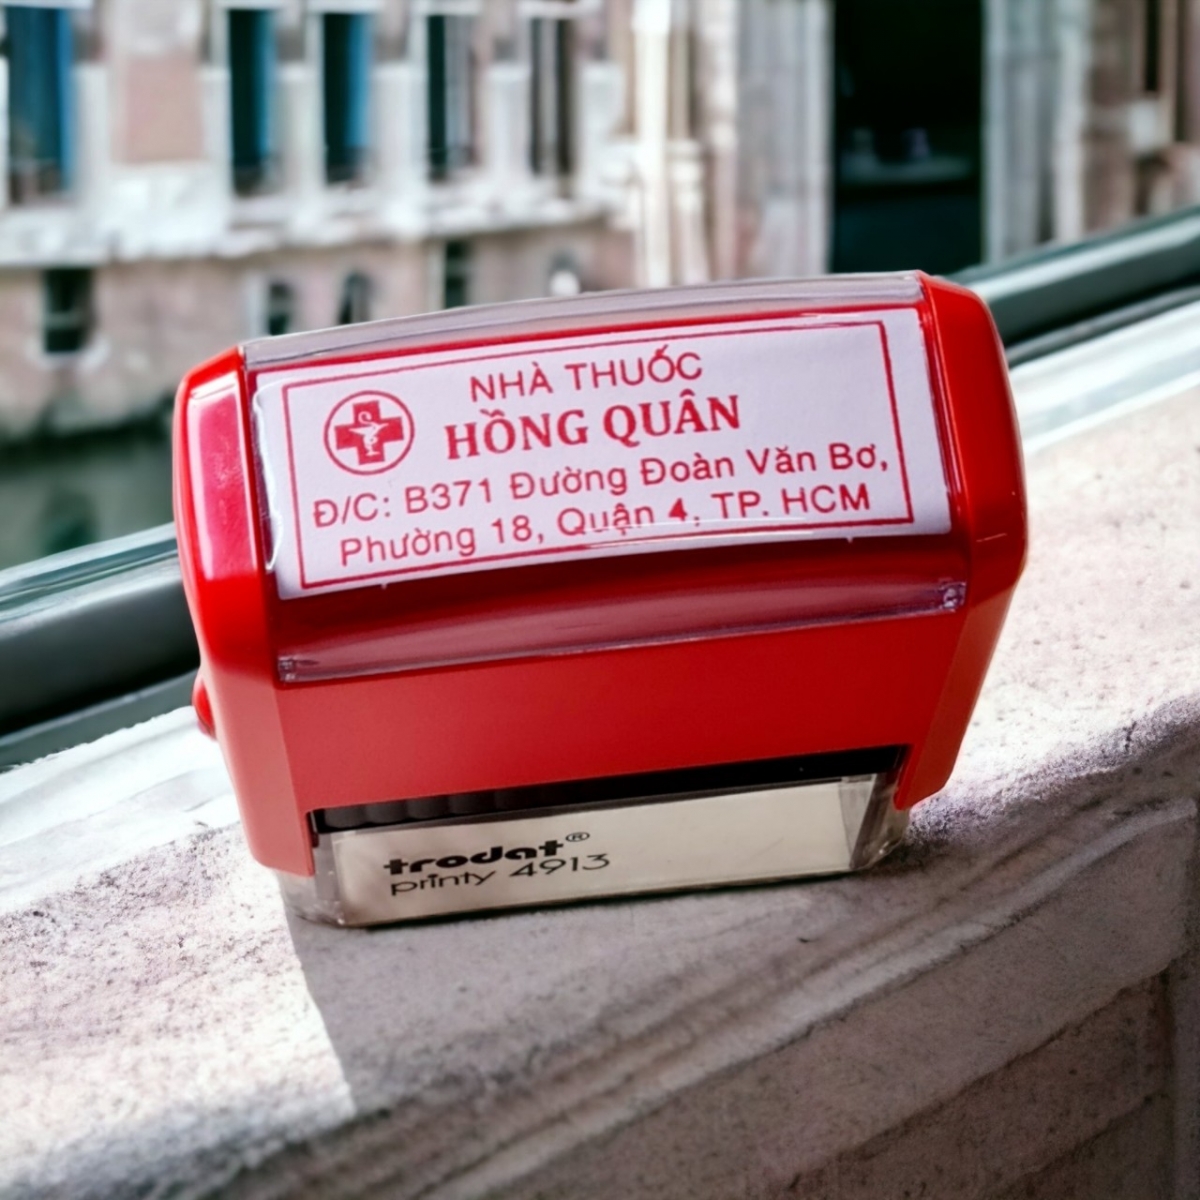 NHÀ THUỐC
HỒNG QUÂN
Đ/C: B371 Đường Đoàn Văn Bơ,
Phường 18, Quận 4, TP. HCM
trodat®
printy 4913